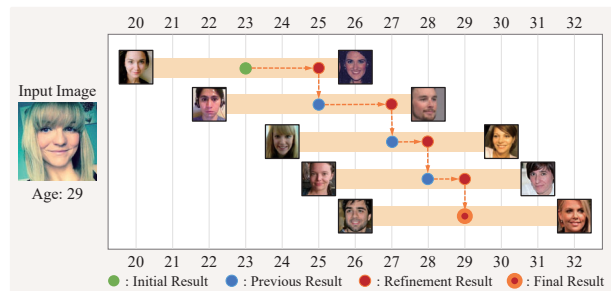 20 21 22 23 24 25 26 27 28 29 30 31 32
Input Image
Age: 29
20 21 22 23 24 25 26 27 28 29 30 31 32
: Initial Result : Previous Result : Refinement Result : Final Result